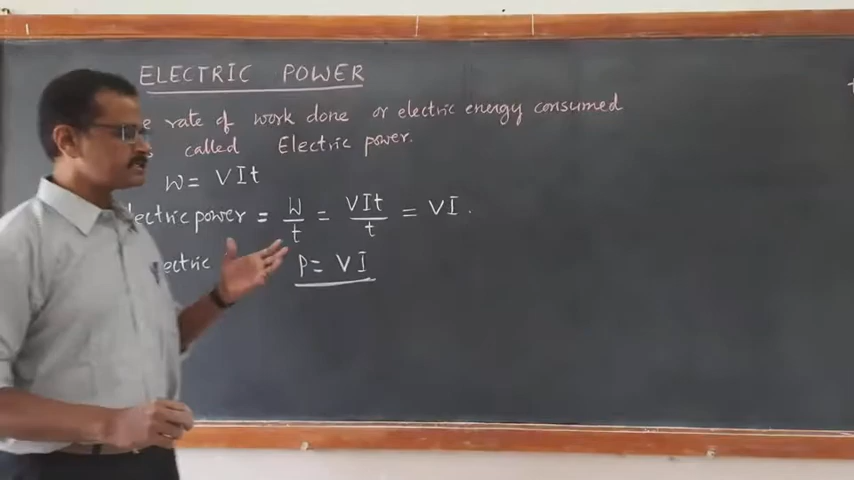 ELECTRIC POWER
rate of work done or electric energy consumed
called Electric power.
W = VIt
lectric power = W/t = VIt/t = VI.
ectric P = VI